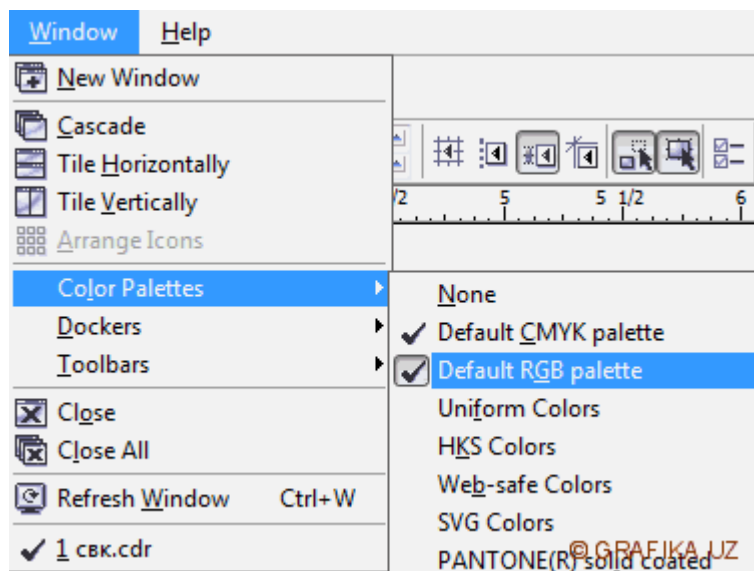 Window Help
New Window
Cascade
Tile Horizontally
Tile Vertically
Arrange Icons
Color Palettes
Dockers
Toolbars
Close
Close All
Refresh Window Ctrl+W
1 свк.cdr
/2 5 5 1/2 6
None
Default CMYK palette
Default RGB palette
Uniform Colors
HKS Colors
Web-safe Colors
SVG Colors
PANTONE(R) solid coated
© GRAFIKA.UZ